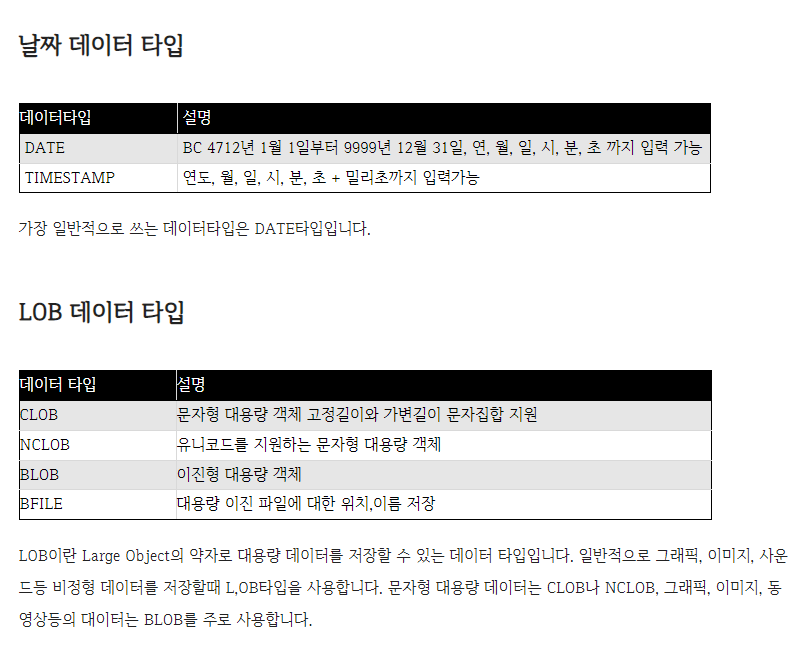 날짜 데이터 타입
데이터타입 설명
DATE BC 4712년 1월 1일부터 9999년 12월 31일, 연, 월, 일, 시, 분, 초 까지 입력 가능
TIMESTAMP 연도, 월, 일, 시, 분, 초 + 밀리초까지 입력가능
가장 일반적으로 쓰는 데이터타입은 DATE타입입니다.
LOB 데이터 타입
데이터 타입 설명
CLOB 문자형 대용량 객체 고정길이와 가변길이 문자집합 지원
NCLOB 유니코드를 지원하는 문자형 대용량 객체
BLOB 이진형 대용량 객체
BFILE 대용량 이진 파일에 대한 위치,이름 저장
LOB이란 Large Object의 약자로 대용량 데이터를 저장할 수 있는 데이터 타입입니다. 일반적으로 그래픽, 이미지, 사운
드등 비정형 데이터를 저장할때 L,OB타입을 사용합니다. 문자형 대용량 데이터는 CLOB나 NCLOB, 그래픽, 이미지, 동
영상등의 대이터는 BLOB를 주로 사용합니다.